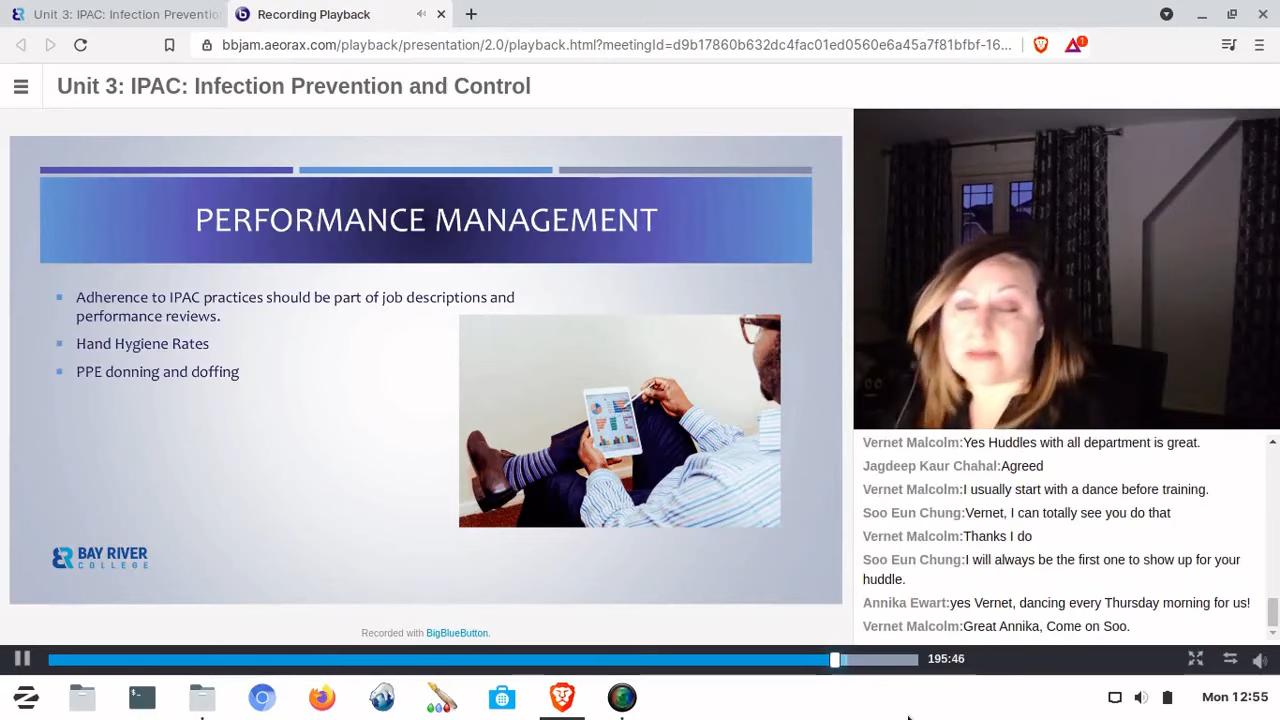 Unit 3: IPAC: Infection Preventio
Recording Playback
bbjam.aeorax.com/playback/presentation/2.0/playback.html?meetingId=d9b17860b632dc4fac01ed0560e6a45a7f81bfbf-16...
1
Unit 3: IPAC: Infection Prevention and Control
PERFORMANCE MANAGEMENT
Adherence to IPAC practices should be part of job descriptions and
performance reviews.
Hand Hygiene Rates
PPE donning and doffing
BAY RIVER
COLLEGE
Recorded with BigBlueButton.
Vernet Malcolm:Yes Huddles with all department is great.
Jagdeep Kaur Chahal:Agreed
Vernet Malcolm:I usually start with a dance before training.
Soo Eun Chung:Vernet, I can totally see you do that
Vernet Malcolm:Thanks I do
Soo Eun Chung:I will always be the first one to show up for your
huddle.
Annika Ewart:yes Vernet, dancing every Thursday morning for us!
Vernet Malcolm:Great Annika, Come on Soo.
195:46
Mon 12:55